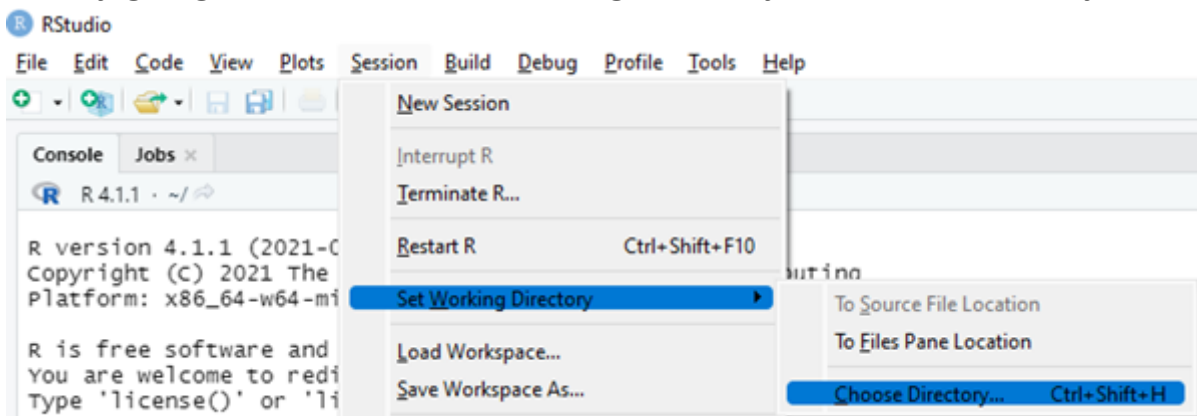 RStudio
File Edit Code View Plots Session Build Debug Profile Tools Help
New Session
Interrupt R
Terminate R...
Restart R Ctrl+Shift+F10
Set Working Directory
Load Workspace...
Save Workspace As...
To Source File Location
To Files Pane Location
Choose Directory... Ctrl+Shift+H
Console Jobs
R 4.1.1 · ~/
R version 4.1.1 (2021-0
Copyright (C) 2021 The
Platform: x86_64-w64-mi
R is free software and
You are welcome to redi
Type 'license()' or 'li